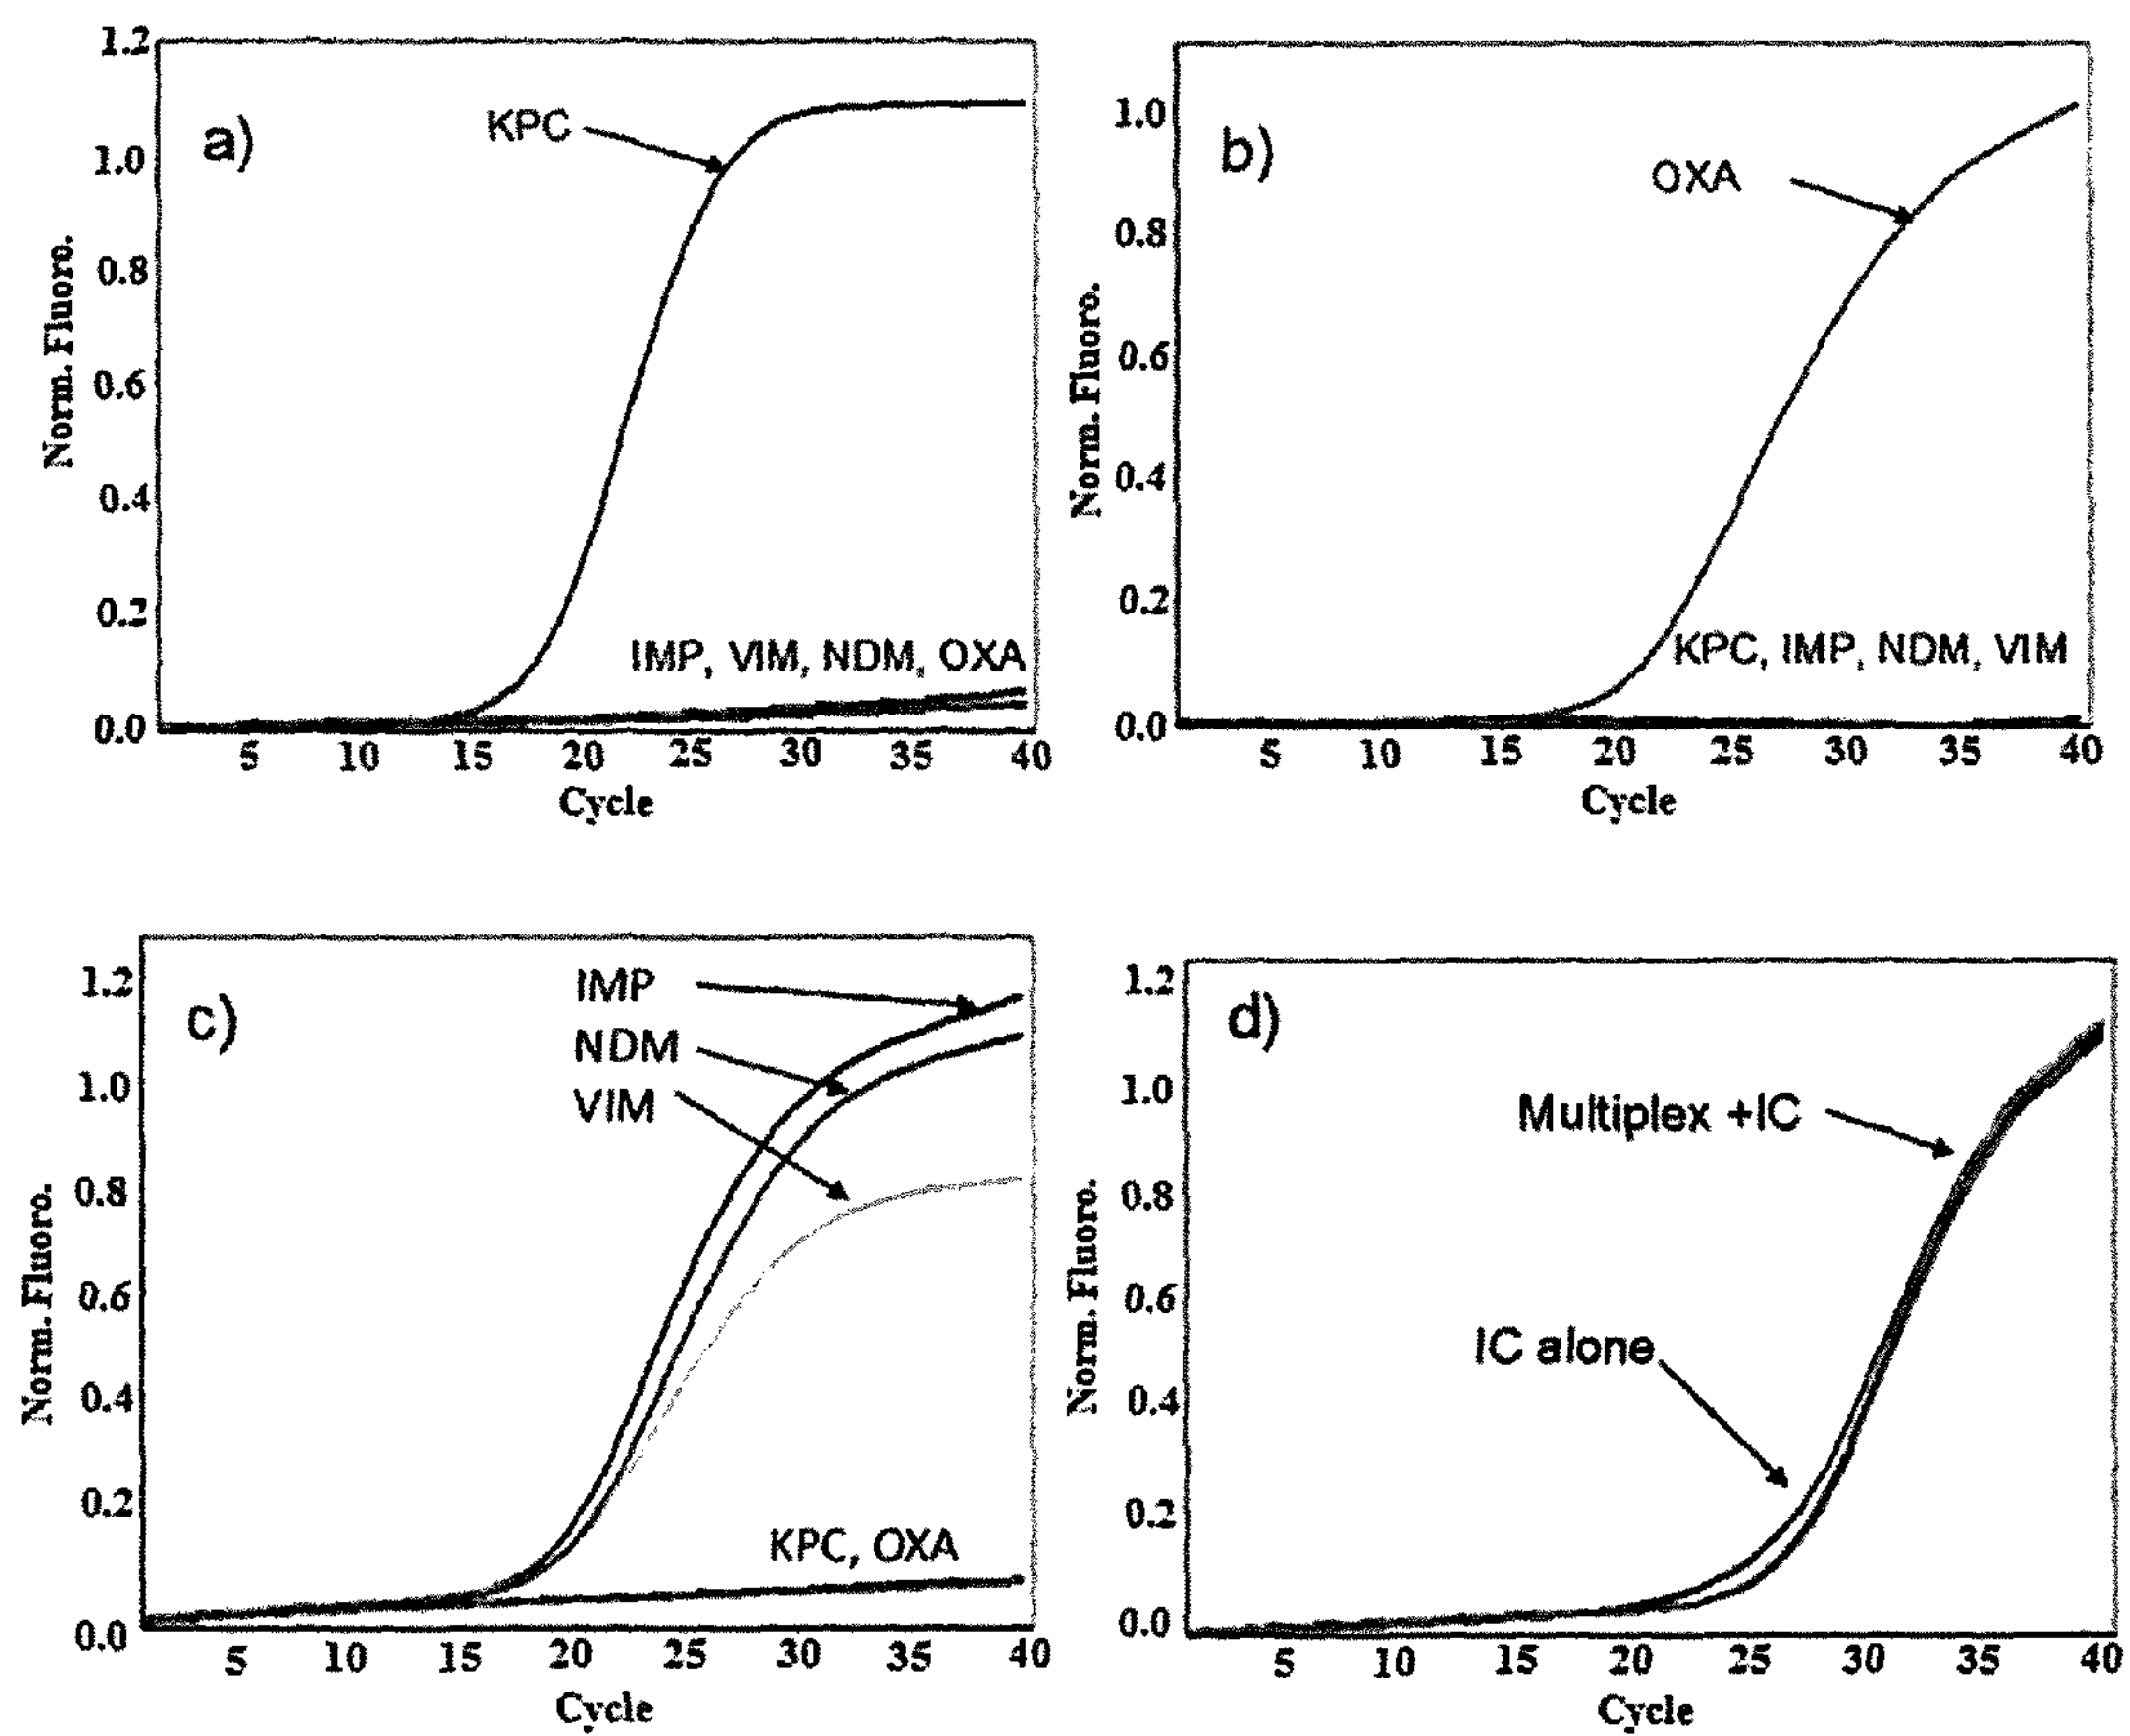 a)
1.2
1.0
0.8
0.6
0.4
0.2
0.0
Norm. Fluoro.
KPC
IMP, VIM, NDM, OXA
5 10 15 20 25 30 35 40
Cycle
b)
1.0
0.8
0.6
0.4
0.2
0.0
Norm. Fluoro.
OXA
KPC, IMP, NDM, VIM
5 10 15 20 25 30 35 40
Cycle
c)
1.2
1.0
0.8
0.6
0.4
0.2
0.0
Norm. Fluoro.
IMP
NDM
VIM
KPC, OXA
5 10 15 20 25 30 35 40
Cycle
d)
1.2
1.0
0.8
0.6
0.4
0.2
0.0
Norm. Fluoro.
Multiplex +IC
IC alone
5 10 15 20 25 30 35 40
Cycle